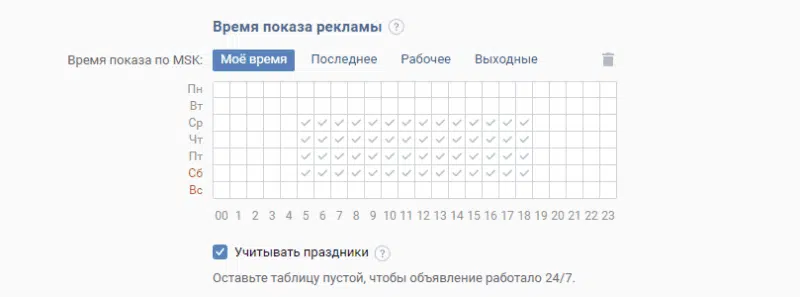 Время показа рекламы ?
Время показа по MSK: Моё время Последнее Рабочее Выходные
Пн
Вт
Ср
Чт
Пт
Сб
Вс
00 1 2 3 4 5 6 7 8 9 10 11 12 13 14 15 16 17 18 19 20 21 22 23
Учитывать праздники ?
Оставьте таблицу пустой, чтобы объявление работало 24/7.